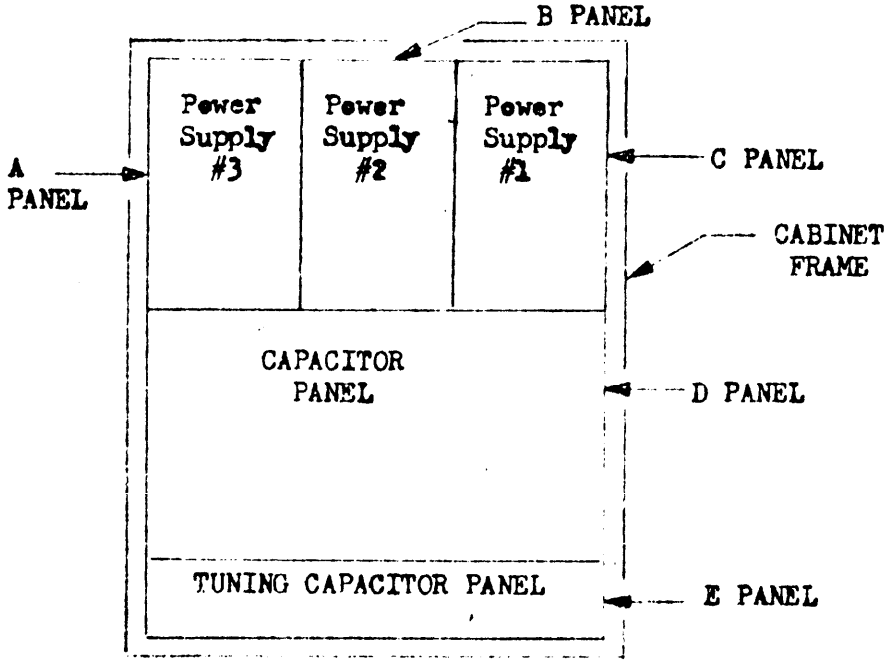 B PANEL
Power Supply #3
Power Supply #2
Power Supply #1
A PANEL
C PANEL
CABINET FRAME
CAPACITOR PANEL
D PANEL
TUNING CAPACITOR PANEL
E PANEL